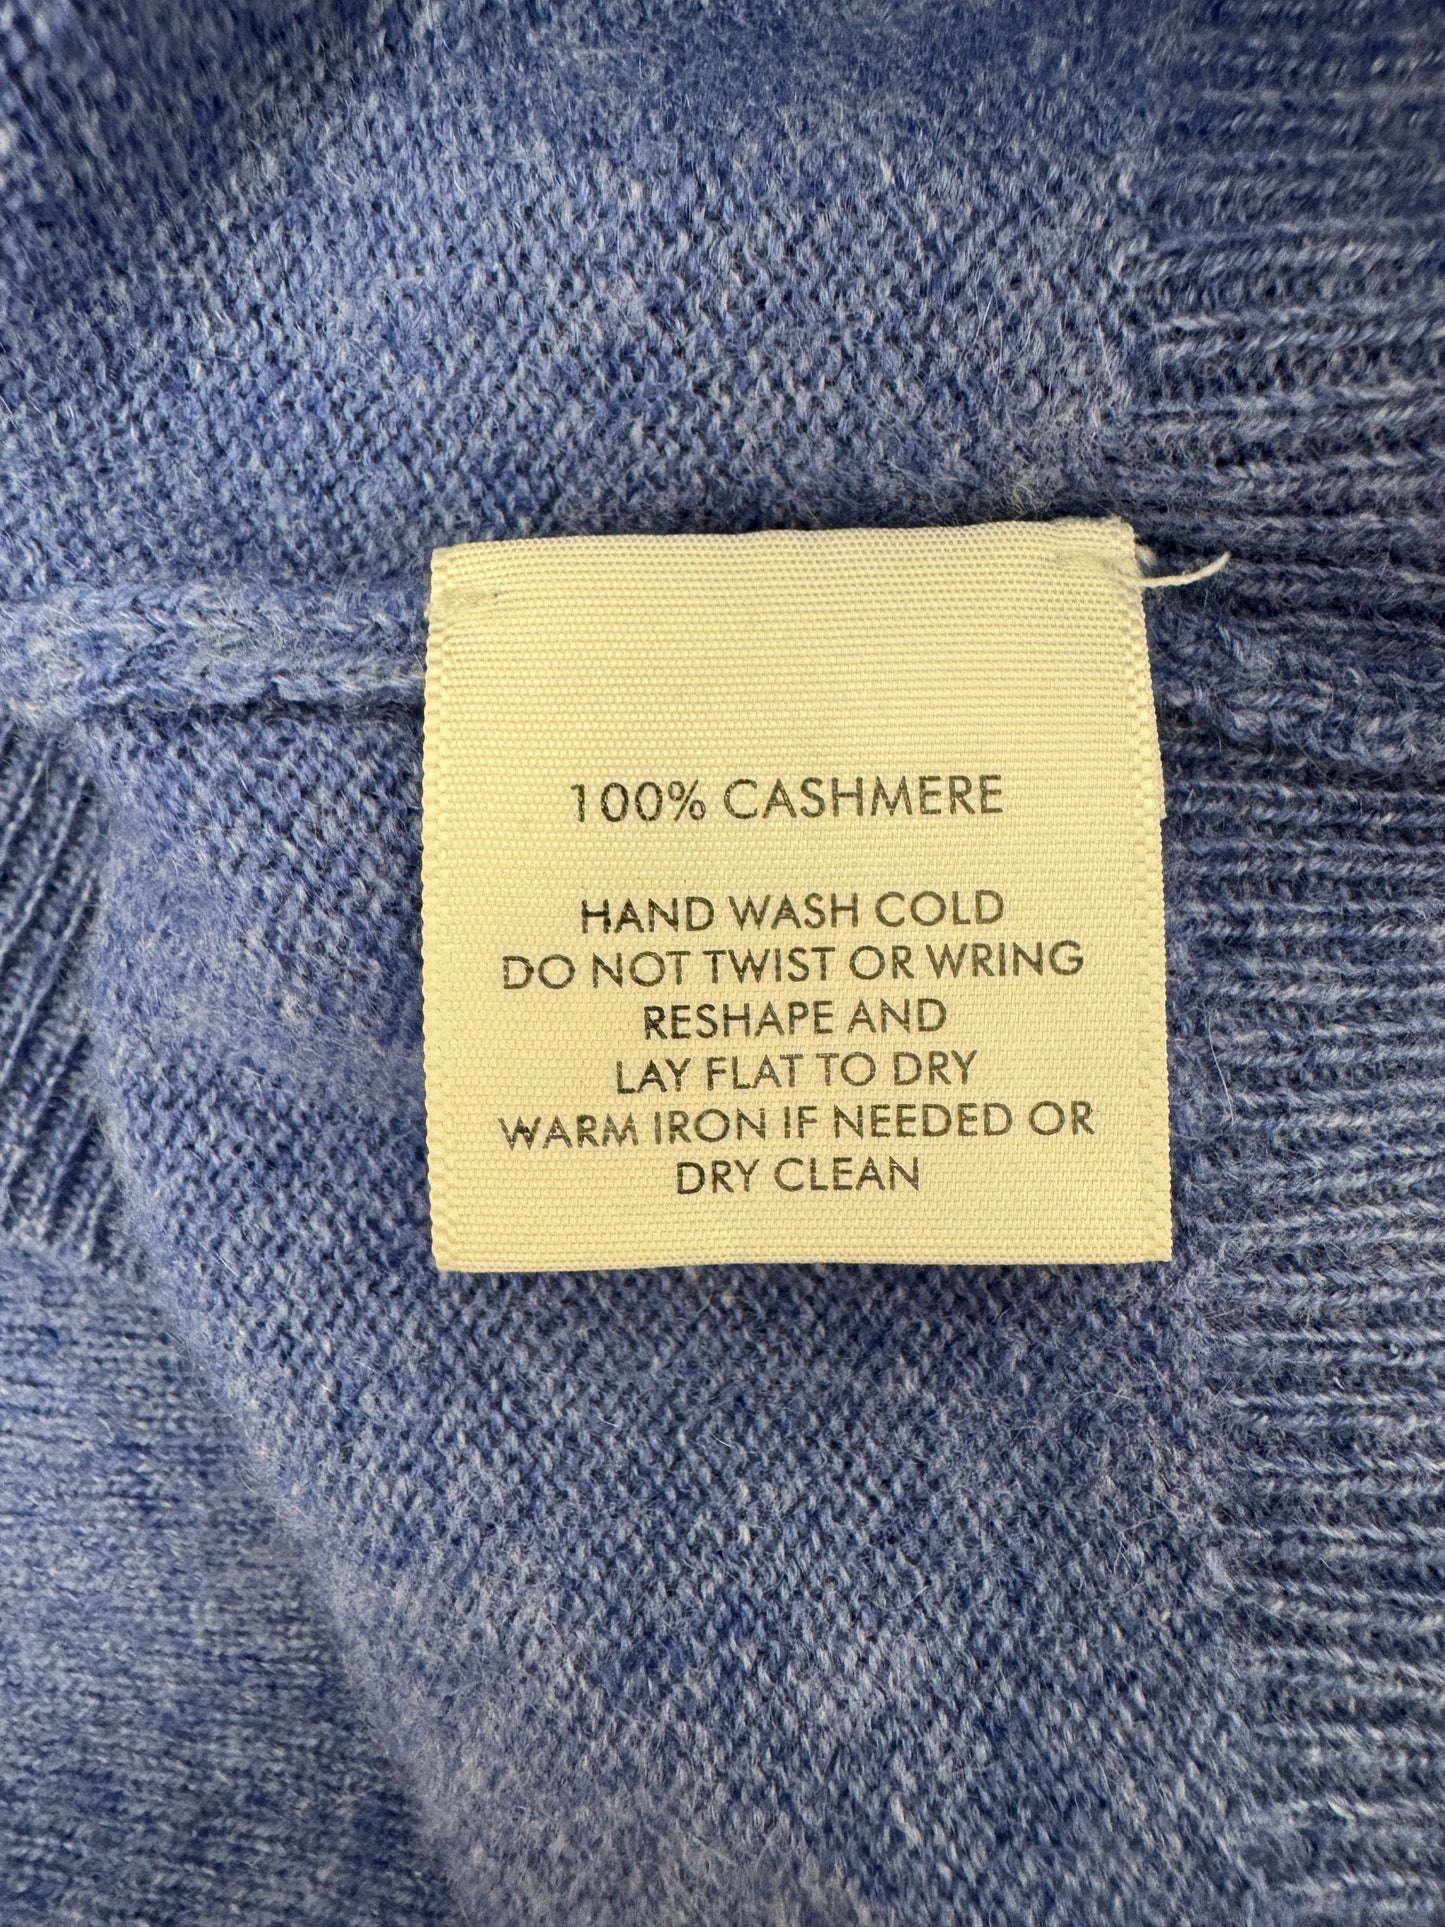 100% CASHMERE
HAND WASH COLD
DO NOT TWIST OR WRING
RESHAPE AND
LAY FLAT TO DRY
WARM IRON IF NEEDED OR
DRY CLEAN